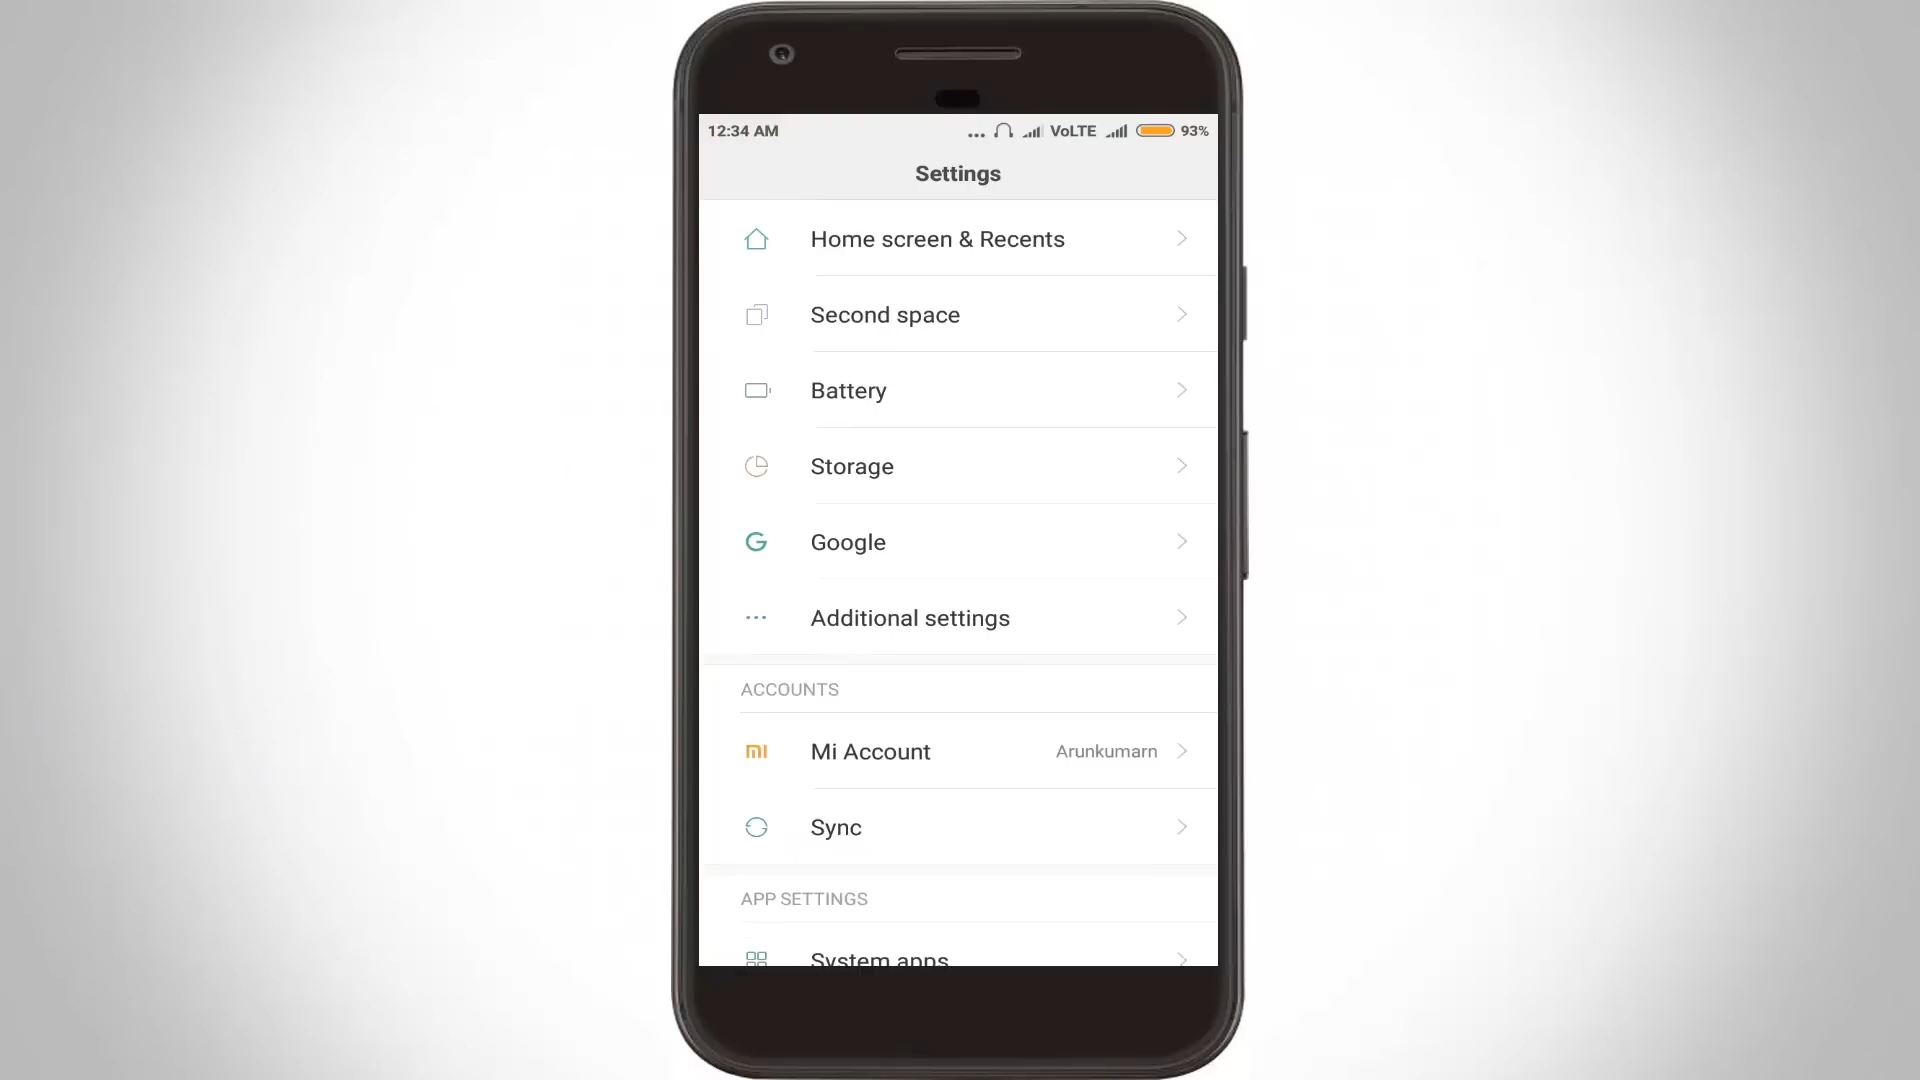 12:34 AM ... VoLTE 93%
Settings
Home screen & Recents
Second space
Battery
Storage
Google
Additional settings
ACCOUNTS
Mi Account Arunkumarn
Sync
APP SETTINGS
System apps